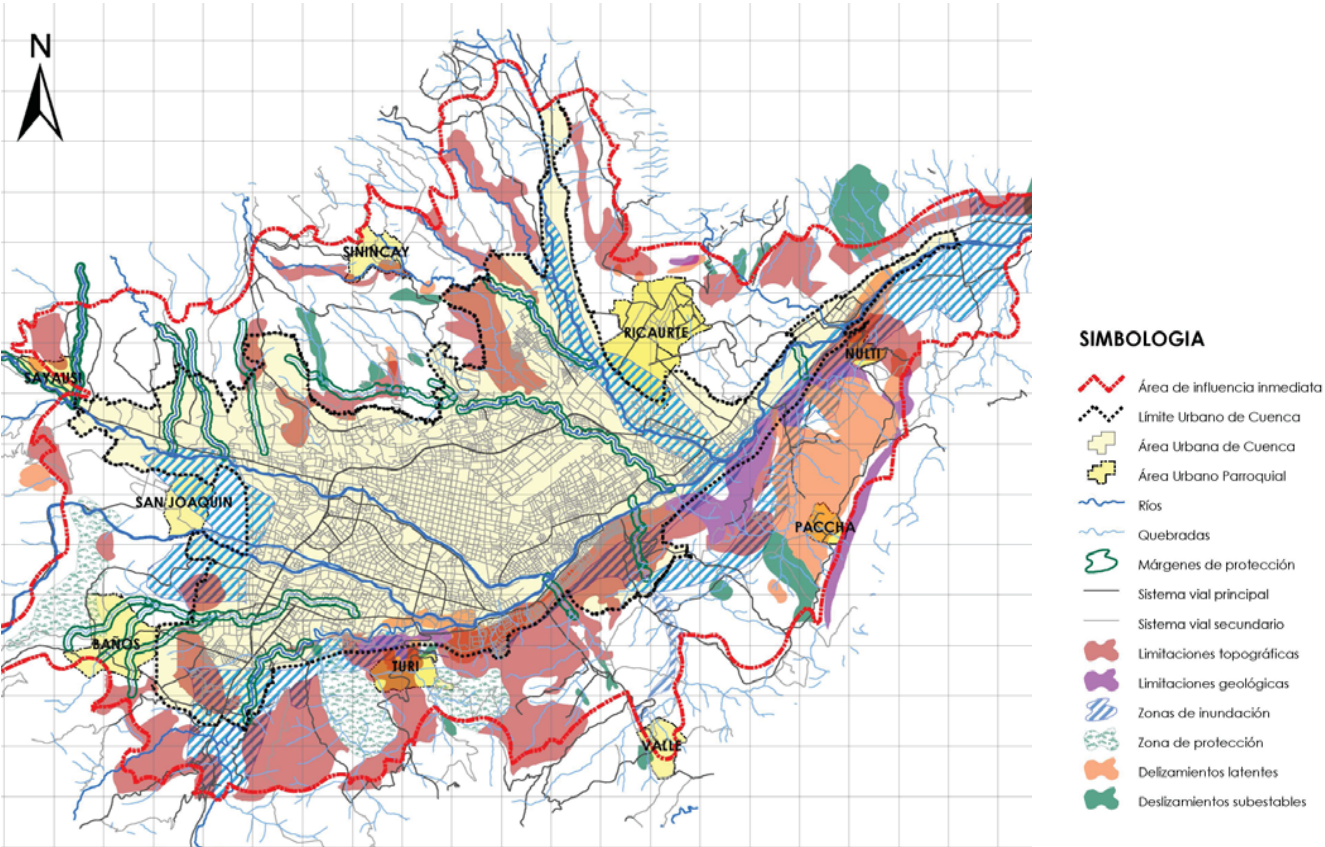 N
SININCAY
RICAURTE
NULTI
SAYAUSI
SAN JOAQUIN
PACCHA
BAÑOS
TURI
VALLE
SIMBOLOGIA
Área de influencia inmediata
Límite Urbano de Cuenca
Área Urbana de Cuenca
Área Urbano Parroquial
Ríos
Quebradas
Márgenes de protección
Sistema vial principal
Sistema vial secundario
Limitaciones topográficas
Limitaciones geológicas
Zonas de inundación
Zona de protección
Delizamientos latentes
Deslizamientos subestables